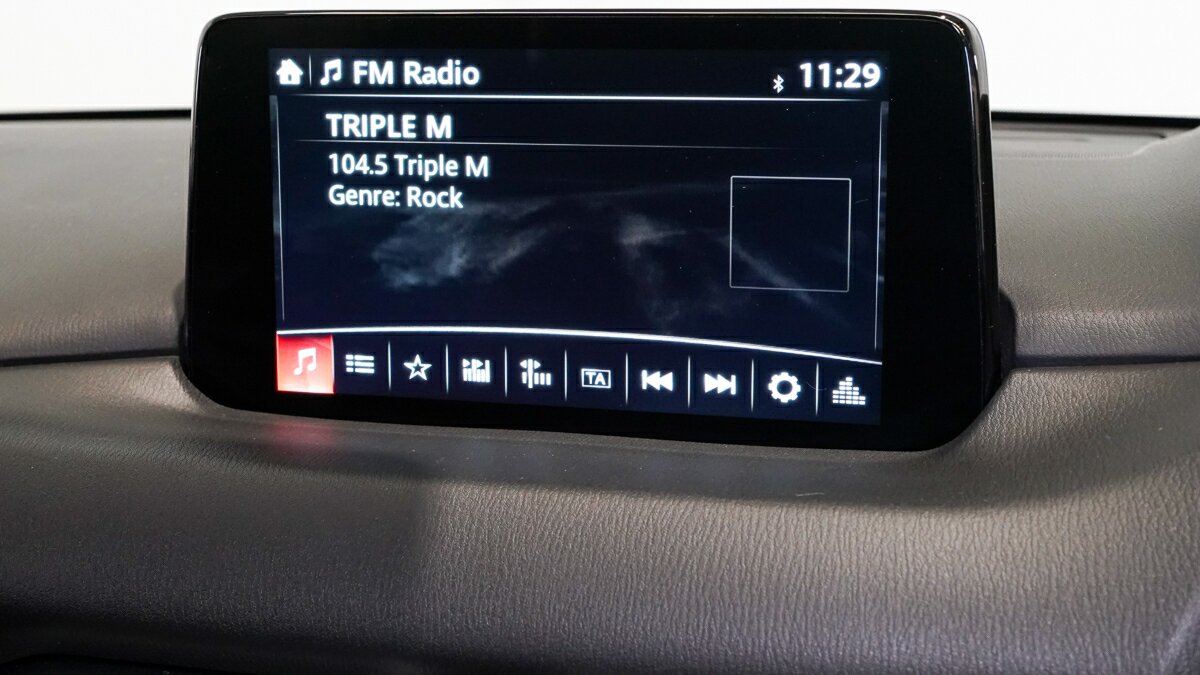 FM Radio
11:29
TRIPLE M
104.5 Triple M
Genre: Rock
TA